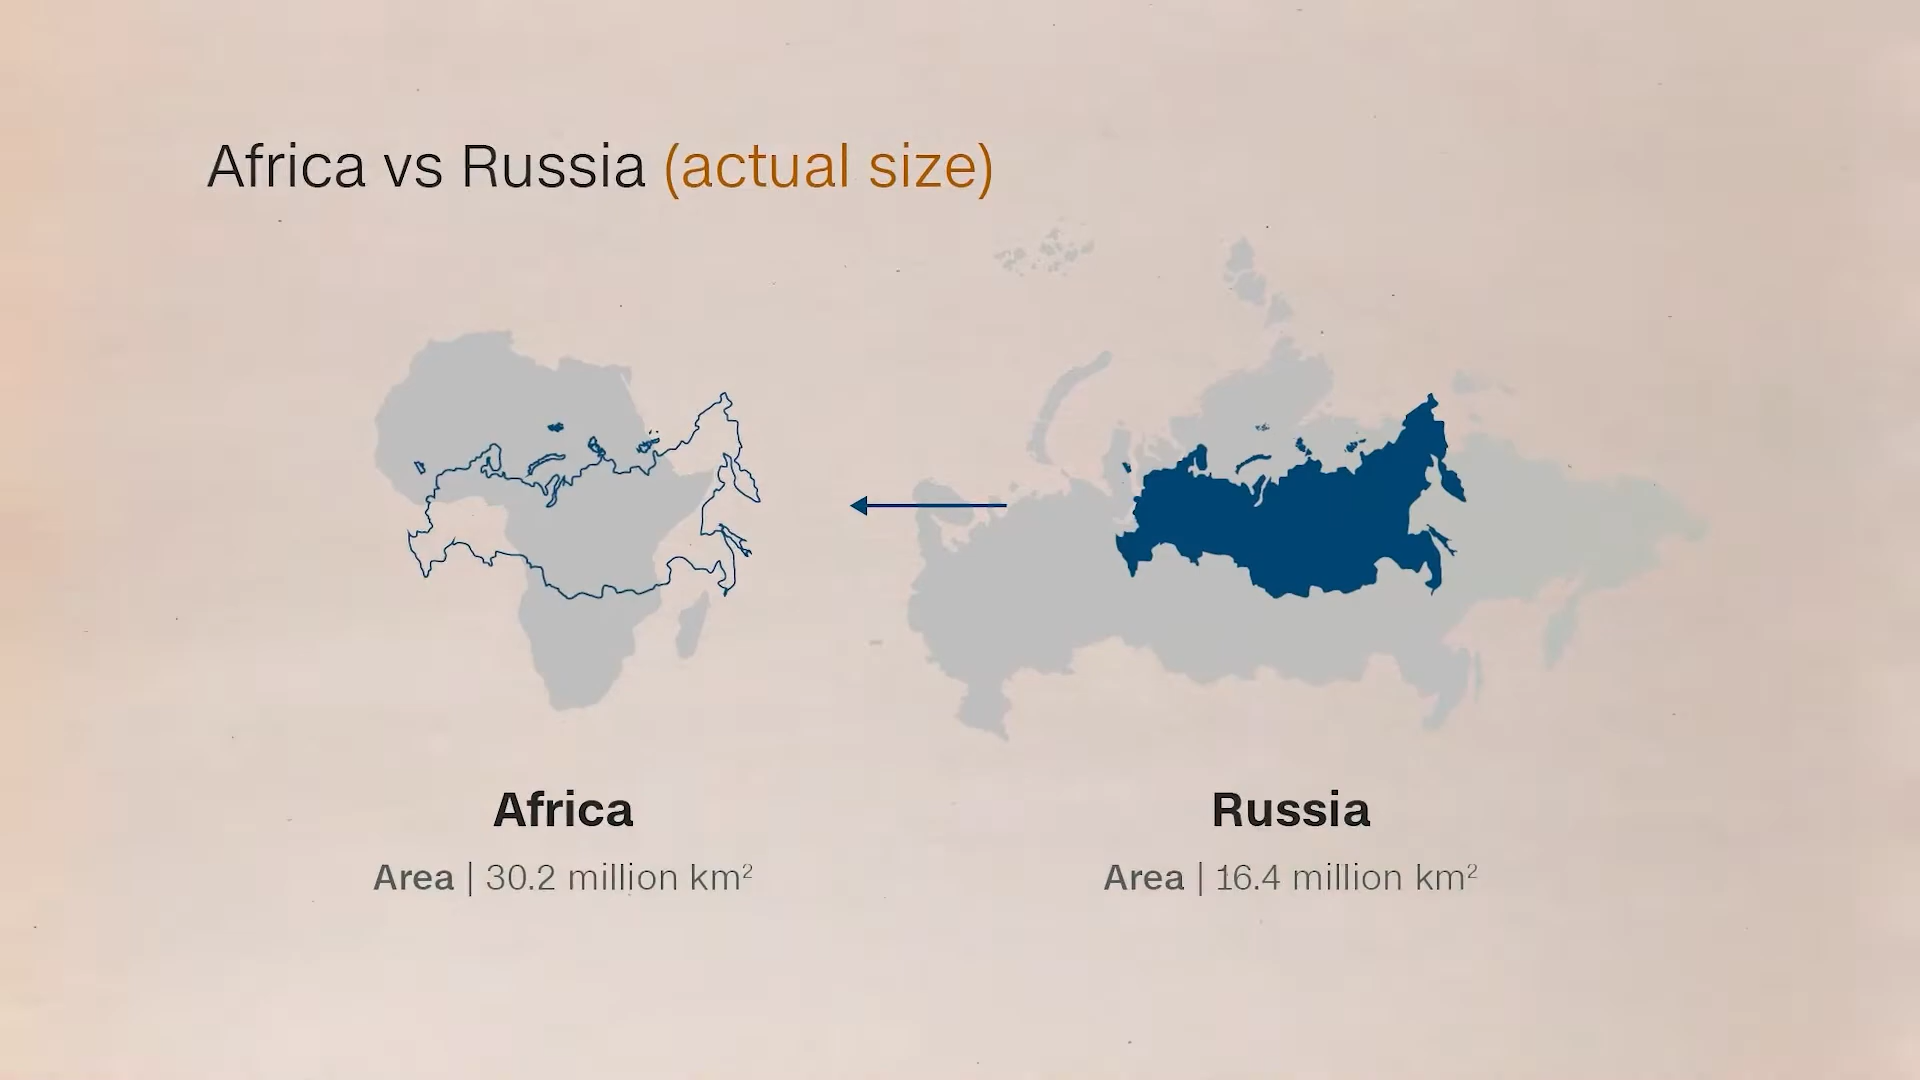 Africa vs Russia (actual size)
Africa
Area | 30.2 million km²
Russia
Area | 16.4 million km²